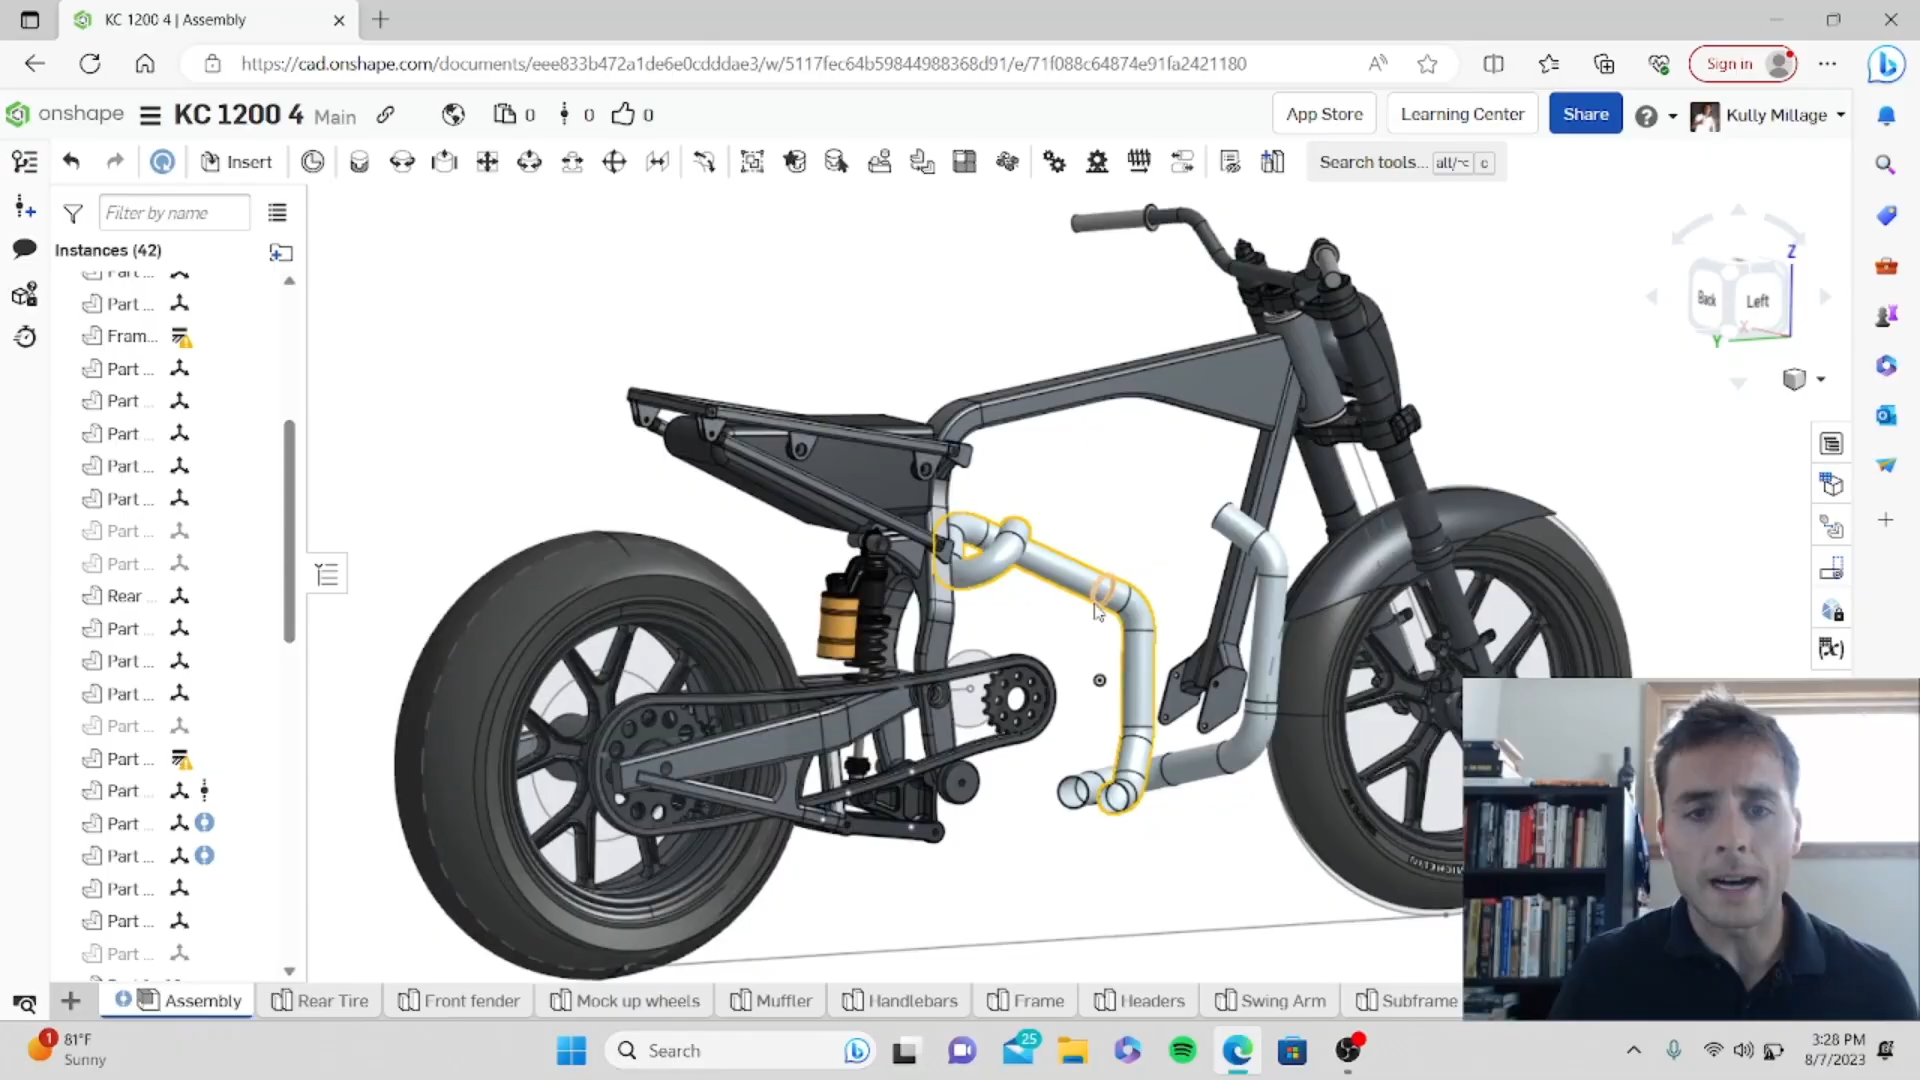 KC 1200 4 | Assembly
https://cad.onshape.com/documents/eee833b472a1de6e0cdddae3/w/5117fec64b59844988368d91/e/71f088c64874e91fa2421180
Sign in
onshape
KC 1200 4 Main
0
0
0
App Store
Learning Center
Share
Kully Millage
Insert
Search tools... alt/⌥ c
Filter by name
Instances (42)
Part ...
Part ...
Fram...
Part ...
Part ...
Part ...
Part ...
Part ...
Part ...
Part ...
Rear
Part ...
Part ...
Part ...
Part ...
Part ...
Part ...
Part ...
Part ...
Part ...
Part ...
Part ...
Z
Back
Left
X
Y
(x)
MICHELIN
Assembly
Rear Tire
Front fender
Mock up wheels
Muffler
Handlebars
Frame
Headers
Swing Arm
Subframe
1
81°F
Sunny
Search
25
3:28 PM
8/7/2023